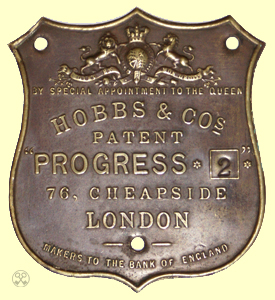 BY SPECIAL APPOINTMENT TO THE QUEEN
HOBBS & COS
PATENT
"PROGRESS * 2 * "
76, CHEAPSIDE
LONDON
MAKERS TO THE BANK OF ENGLAND